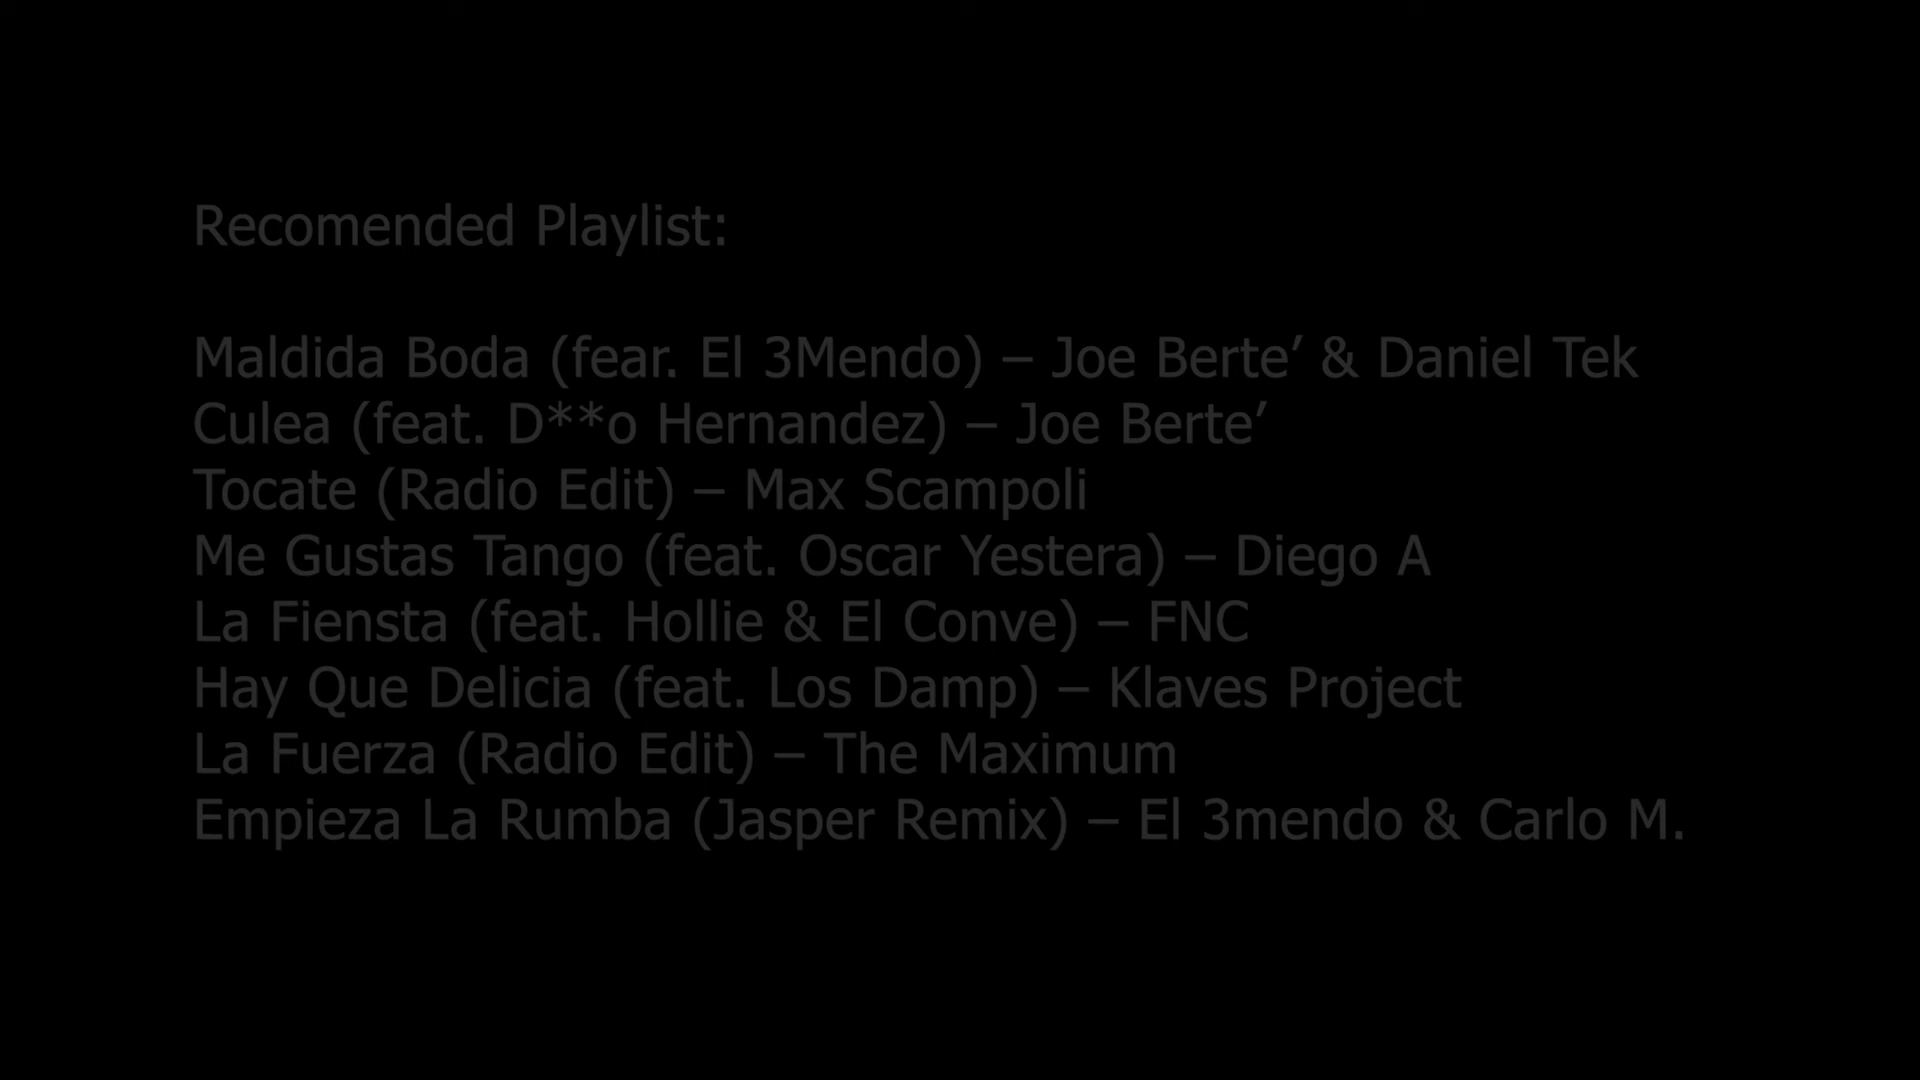 Recomended Playlist:
Maldida Boda (fear. El 3Mendo) – Joe Berte’ & Daniel Tek
Culea (feat. D**o Hernandez) – Joe Berte’
Tocate (Radio Edit) – Max Scampoli
Me Gustas Tango (feat. Oscar Yestera) – Diego A
La Fiensta (feat. Hollie & El Conve) – FNC
Hay Que Delicia (feat. Los Damp) – Klaves Project
La Fuerza (Radio Edit) – The Maximum
Empieza La Rumba (Jasper Remix) – El 3mendo & Carlo M.